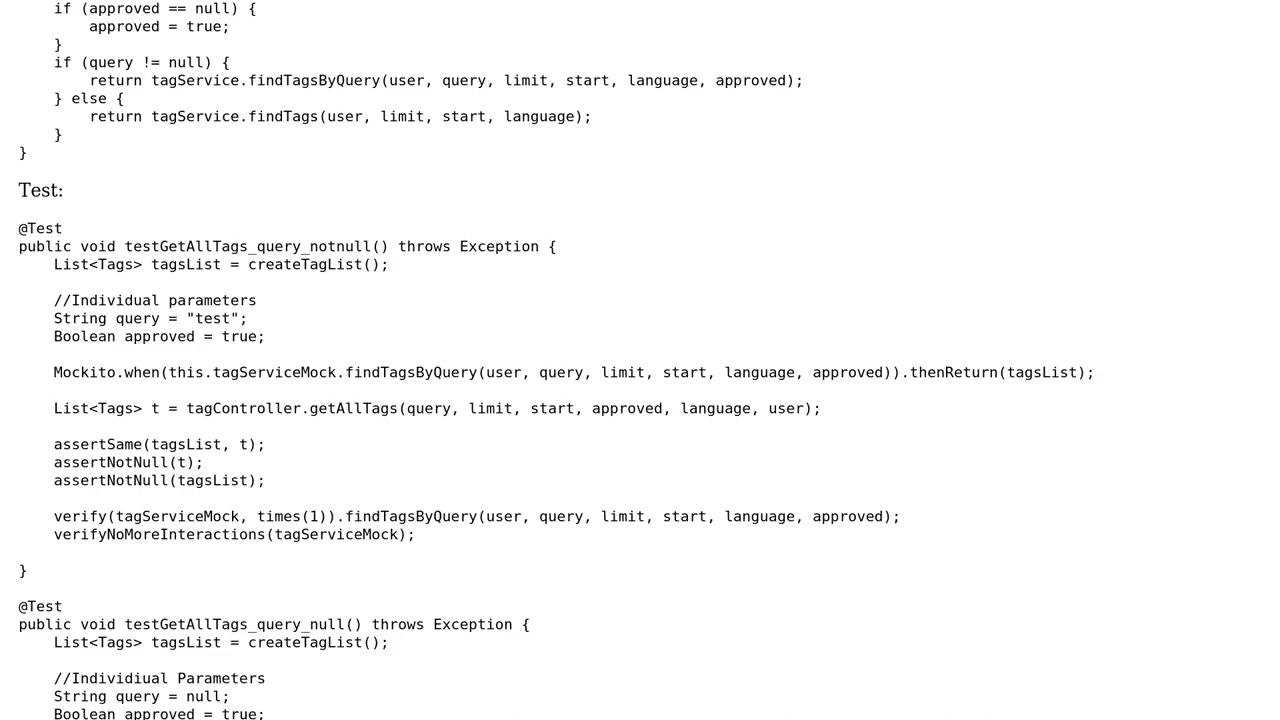 if (approved == null) {
approved = true;
}
if (query != null) {
return tagService.findTagsByQuery(user, query, limit, start, language, approved);
} else {
return tagService.findTags(user, limit, start, language);
}
}
Test:
@Test
public void testGetAllTags_query_notnull() throws Exception {
List<Tags> tagsList = createTagList();
//Individual parameters
String query = "test";
Boolean approved = true;
Mockito.when(this.tagServiceMock.findTagsByQuery(user, query, limit, start, language, approved)).thenReturn(tagsList);
List<Tags> t = tagController.getAllTags(query, limit, start, approved, language, user);
assertSame(tagsList, t);
assertNotNull(t);
assertNotNull(tagsList);
verify(tagServiceMock, times(1)).findTagsByQuery(user, query, limit, start, language, approved);
verifyNoMoreInteractions(tagServiceMock);
}
@Test
public void testGetAllTags_query_null() throws Exception {
List<Tags> tagsList = createTagList();
//Individiual Parameters
String query = null;
Boolean approved = true;